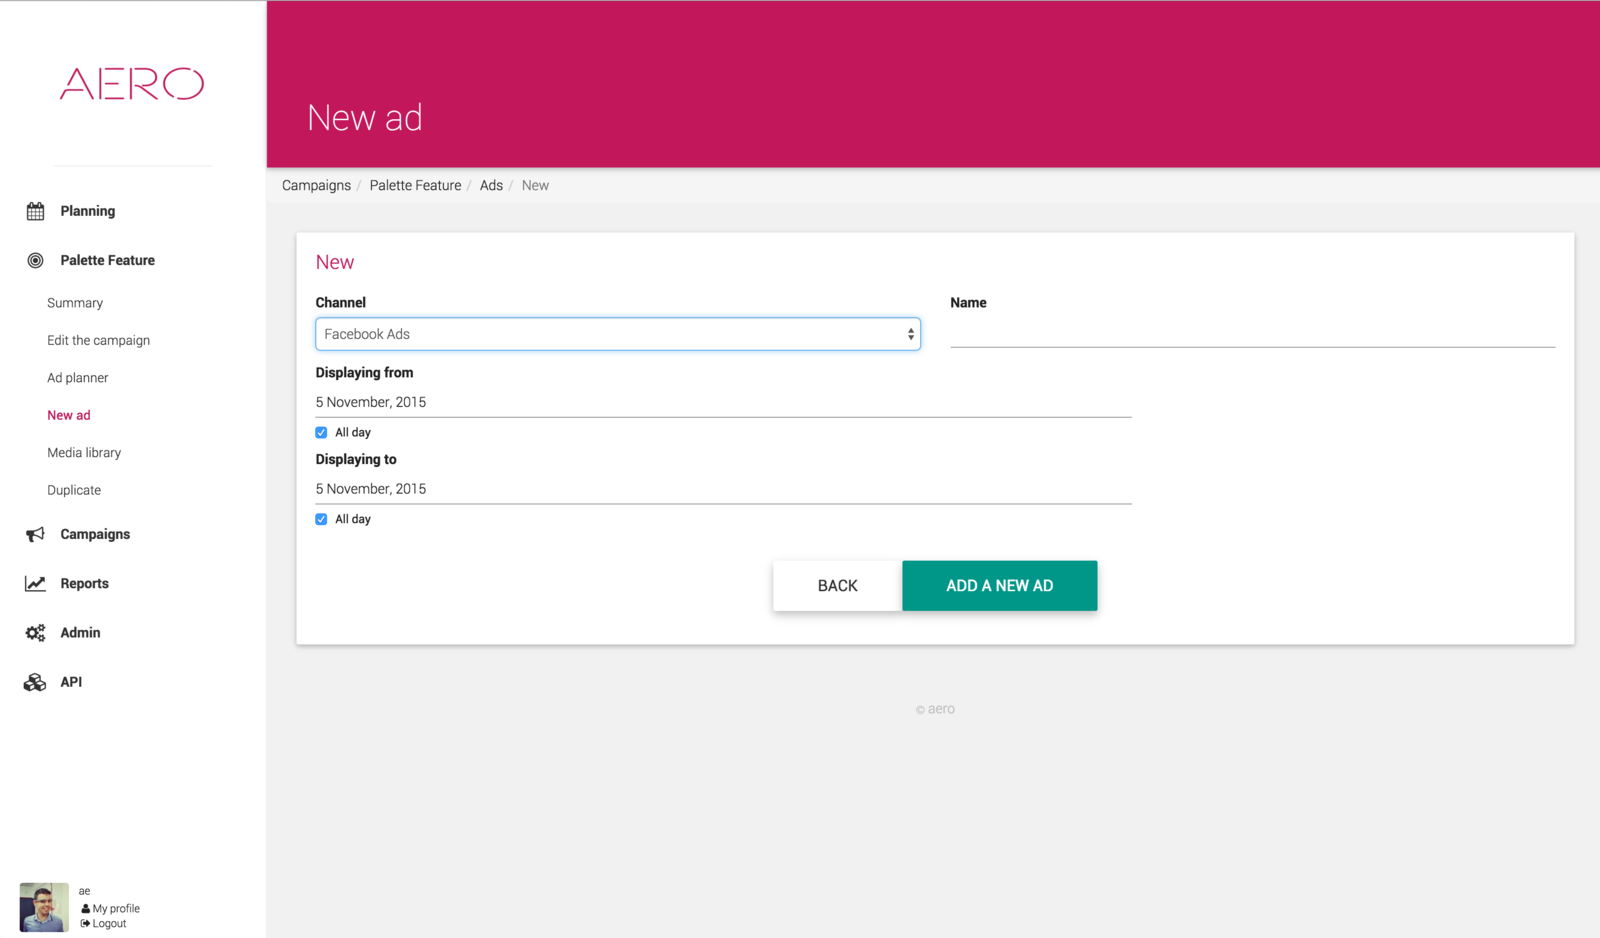 AERO
New ad
Campaigns / Palette Feature / Ads / New
Planning
Palette Feature
Summary
Edit the campaign
Ad planner
New ad
Media library
Duplicate
Campaigns
Reports
Admin
API
ae
My profile
Logout
New
Channel
Facebook Ads
Name
Displaying from
5 November, 2015
All day
Displaying to
5 November, 2015
All day
BACK
ADD A NEW AD
© aero